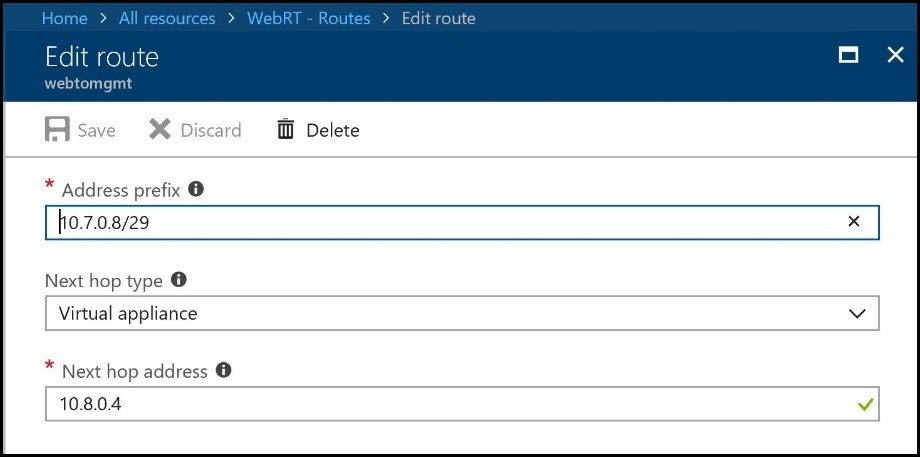 Home > All resources > WebRT - Routes > Edit route
Edit route
webtomgmt
Save Discard Delete
* Address prefix
10.7.0.8/29
Next hop type
Virtual appliance
* Next hop address
10.8.0.4